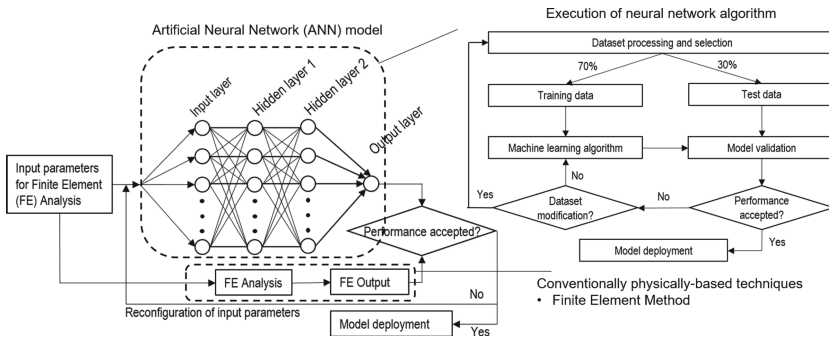 Execution of neural network algorithm
Artificial Neural Network (ANN) model
Dataset processing and selection
70%
30%
Training data
Test data
Machine learning algorithm
Model validation
No
Yes
Dataset
modification?
No
Performance
accepted?
Yes
Model deployment
Input layer
Hidden layer 1
Hidden layer 2
Output layer
Input parameters
for Finite Element
(FE) Analysis
Performance accepted?
FE Analysis
FE Output
Reconfigration of input parameters
No
Model deployment
Yes
Conventionally physically-based techniques
• Finite Element Method